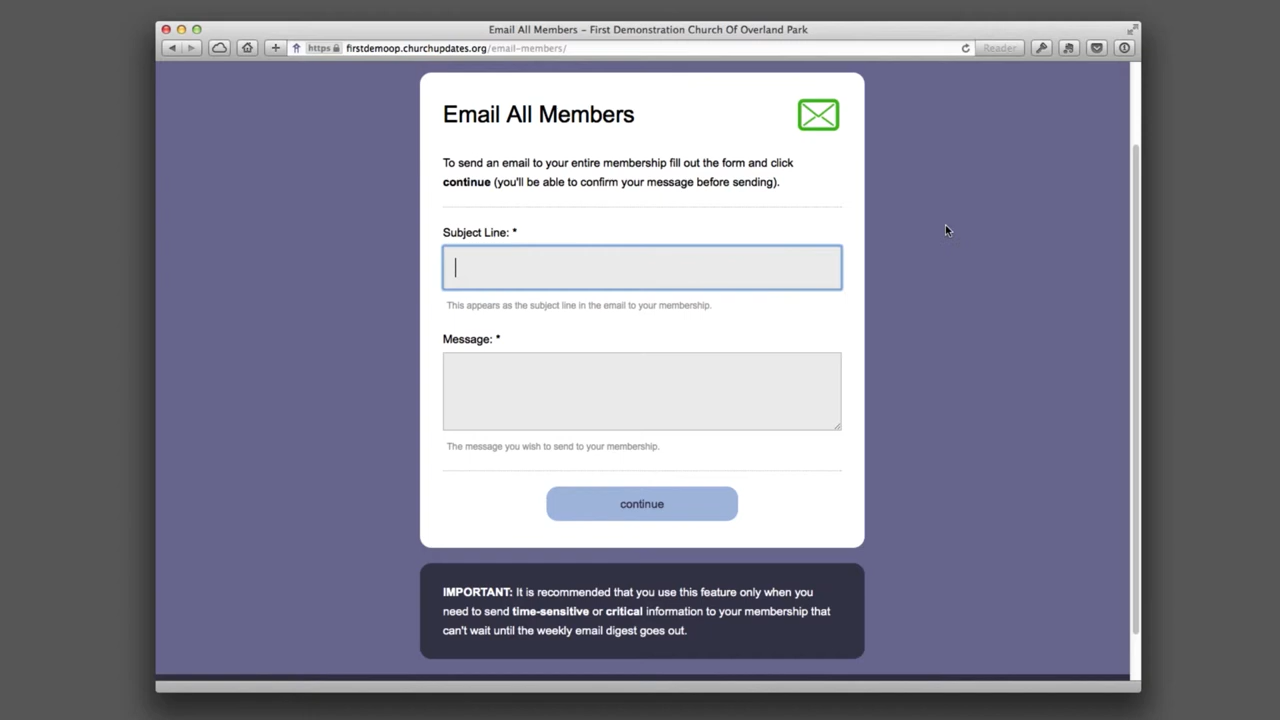 Email All Members – First Demonstration Church Of Overland Park
https firstdemoop.churchupdates.org/email-members/
Reader
Email All Members
To send an email to your entire membership fill out the form and click
continue (you'll be able to confirm your message before sending).
Subject Line: *
This appears as the subject line in the email to your membership.
Message: *
The message you wish to send to your membership.
continue
IMPORTANT: It is recommended that you use this feature only when you
need to send time-sensitive or critical information to your membership that
can't wait until the weekly email digest goes out.